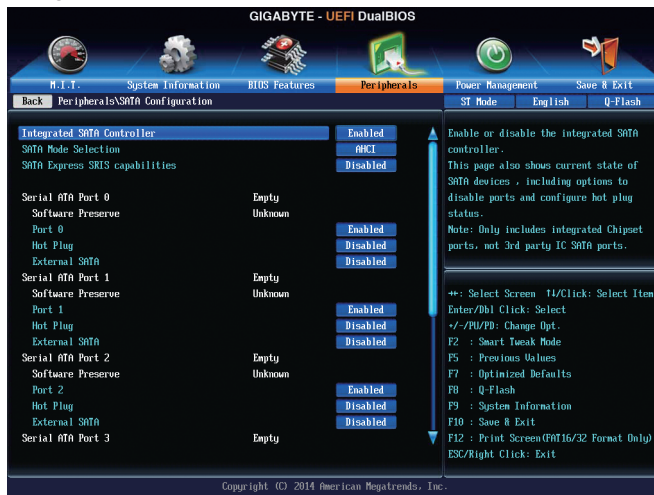 GIGABYTE - UEFI DualBIOS
M.I.T. System Information BIOS Features Peripherals Power Management Save & Exit
Back Peripherals\SATA Configuration ST Mode English Q-Flash
Integrated SATA Controller Enabled
SATA Mode Selection AHCI
SATA Express SRIS capabilities Disabled
Serial ATA Port 0 Empty
Software Preserve Unknown
Port 0 Enabled
Hot Plug Disabled
External SATA Disabled
Serial ATA Port 1 Empty
Software Preserve Unknown
Port 1 Enabled
Hot Plug Disabled
External SATA Disabled
Serial ATA Port 2 Empty
Software Preserve Unknown
Port 2 Enabled
Hot Plug Disabled
External SATA Disabled
Serial ATA Port 3 Empty
Enable or disable the integrated SATA
controller.
This page also shows current state of
SATA devices , including options to
disable ports and configure hot plug
status.
Note: Only includes integrated Chipset
ports, not 3rd party IC SATA ports.
↔: Select Screen ↑↓/Click: Select Item
Enter/Dbl Click: Select
+/-/PU/PD: Change Opt.
F2 : Smart Tweak Mode
F5 : Previous Values
F7 : Optimized Defaults
F8 : Q-Flash
F9 : System Information
F10 : Save & Exit
F12 : Print Screen(FAT16/32 Format Only)
ESC/Right Click: Exit
Copyright (C) 2014 American Megatrends, Inc.